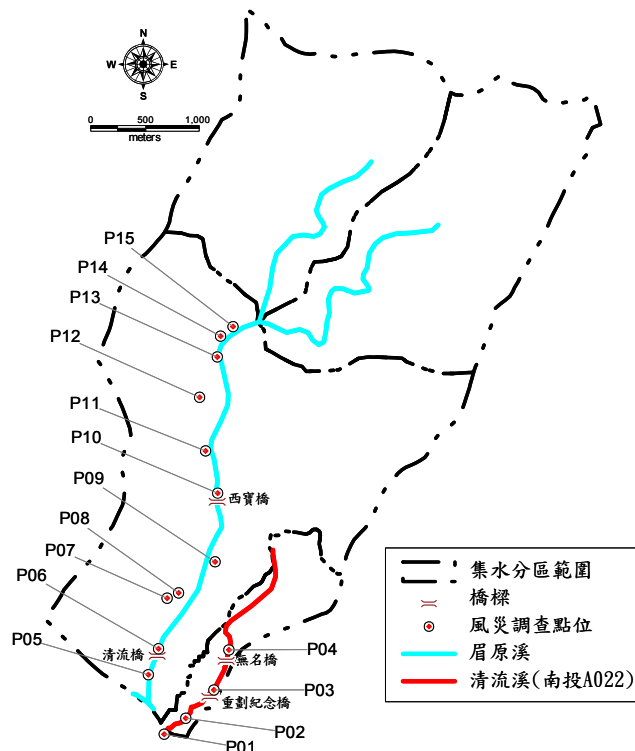 N
W E
S
0 500 1,000
meters
P15
P14
P13
P12
P11
P10
P09
西寶橋
P08
P07
P06
清流橋
P05
P04
無名橋
P03
重劃紀念橋
P02
P01
集水分區範圍
橋樑
風災調查點位
眉原溪
清流溪(南投A022)